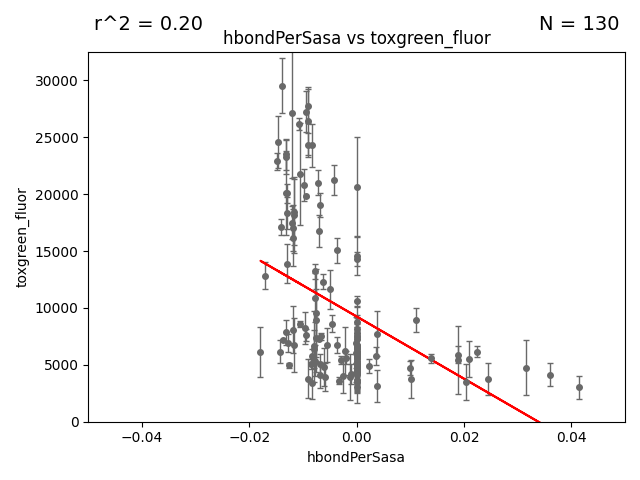 r^2 = 0.20
N = 130
hbondPerSasa vs toxgreen_fluor
toxgreen_fluor
30000
25000
20000
15000
10000
5000
0
−0.04
−0.02
0.00
0.02
0.04
hbondPerSasa